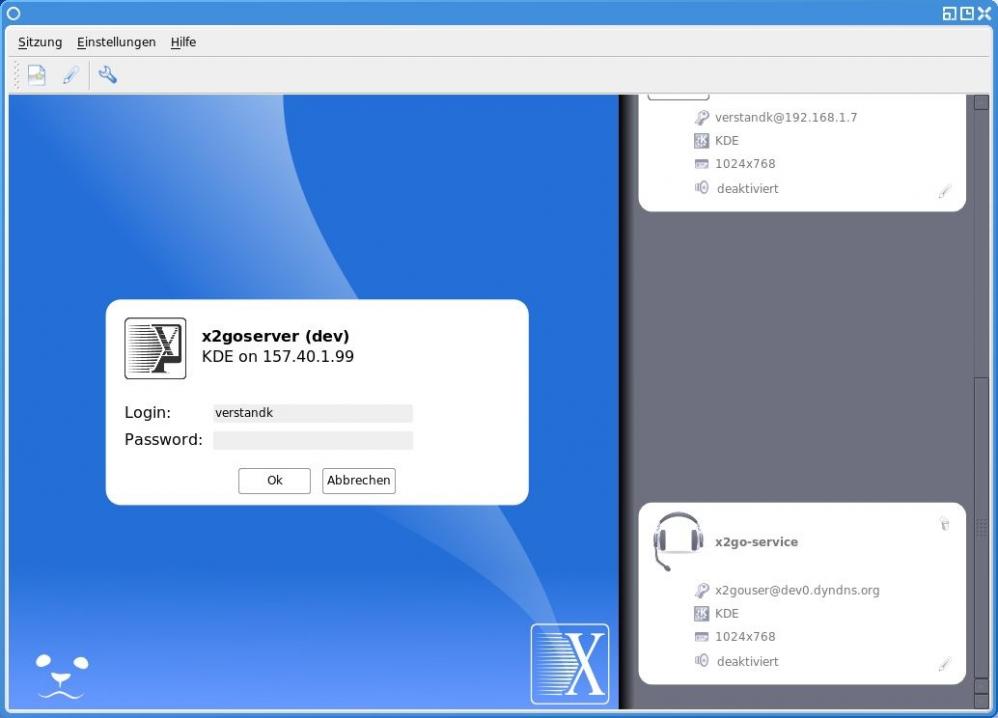 Sitzung Einstellungen Hilfe
verstandk@192.168.1.7
KDE
1024x768
deaktiviert
x2goserver (dev)
KDE on 157.40.1.99
Login: verstandk
Password:
Ok Abbrechen
x2go-service
x2gouser@dev0.dyndns.org
KDE
1024x768
deaktiviert
X